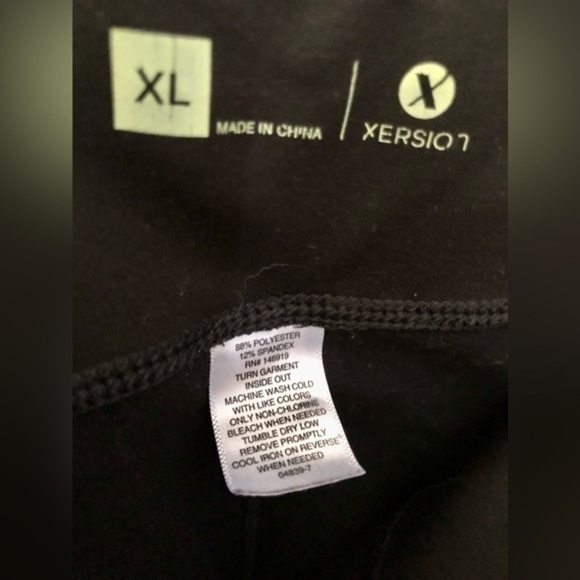 XL
MADE IN CHINA
X
XERSION
88% POLYESTER
12% SPANDEX
RN# 146919
TURN GARMENT
INSIDE OUT
MACHINE WASH COLD
WITH LIKE COLORS
ONLY NON-CHLORINE
BLEACH WHEN NEEDED
TUMBLE DRY LOW
REMOVE PROMPTLY
COOL IRON ON REVERSE
WHEN NEEDED
04839-7